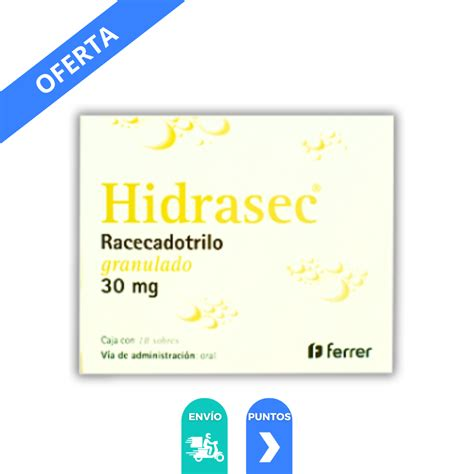 OFERTA
Hidrasec®
Racecadotrilo
granulado
30 mg
Caja con 18 sobres
Vía de administración: oral
ferrer
ENVÍO
PUNTOS